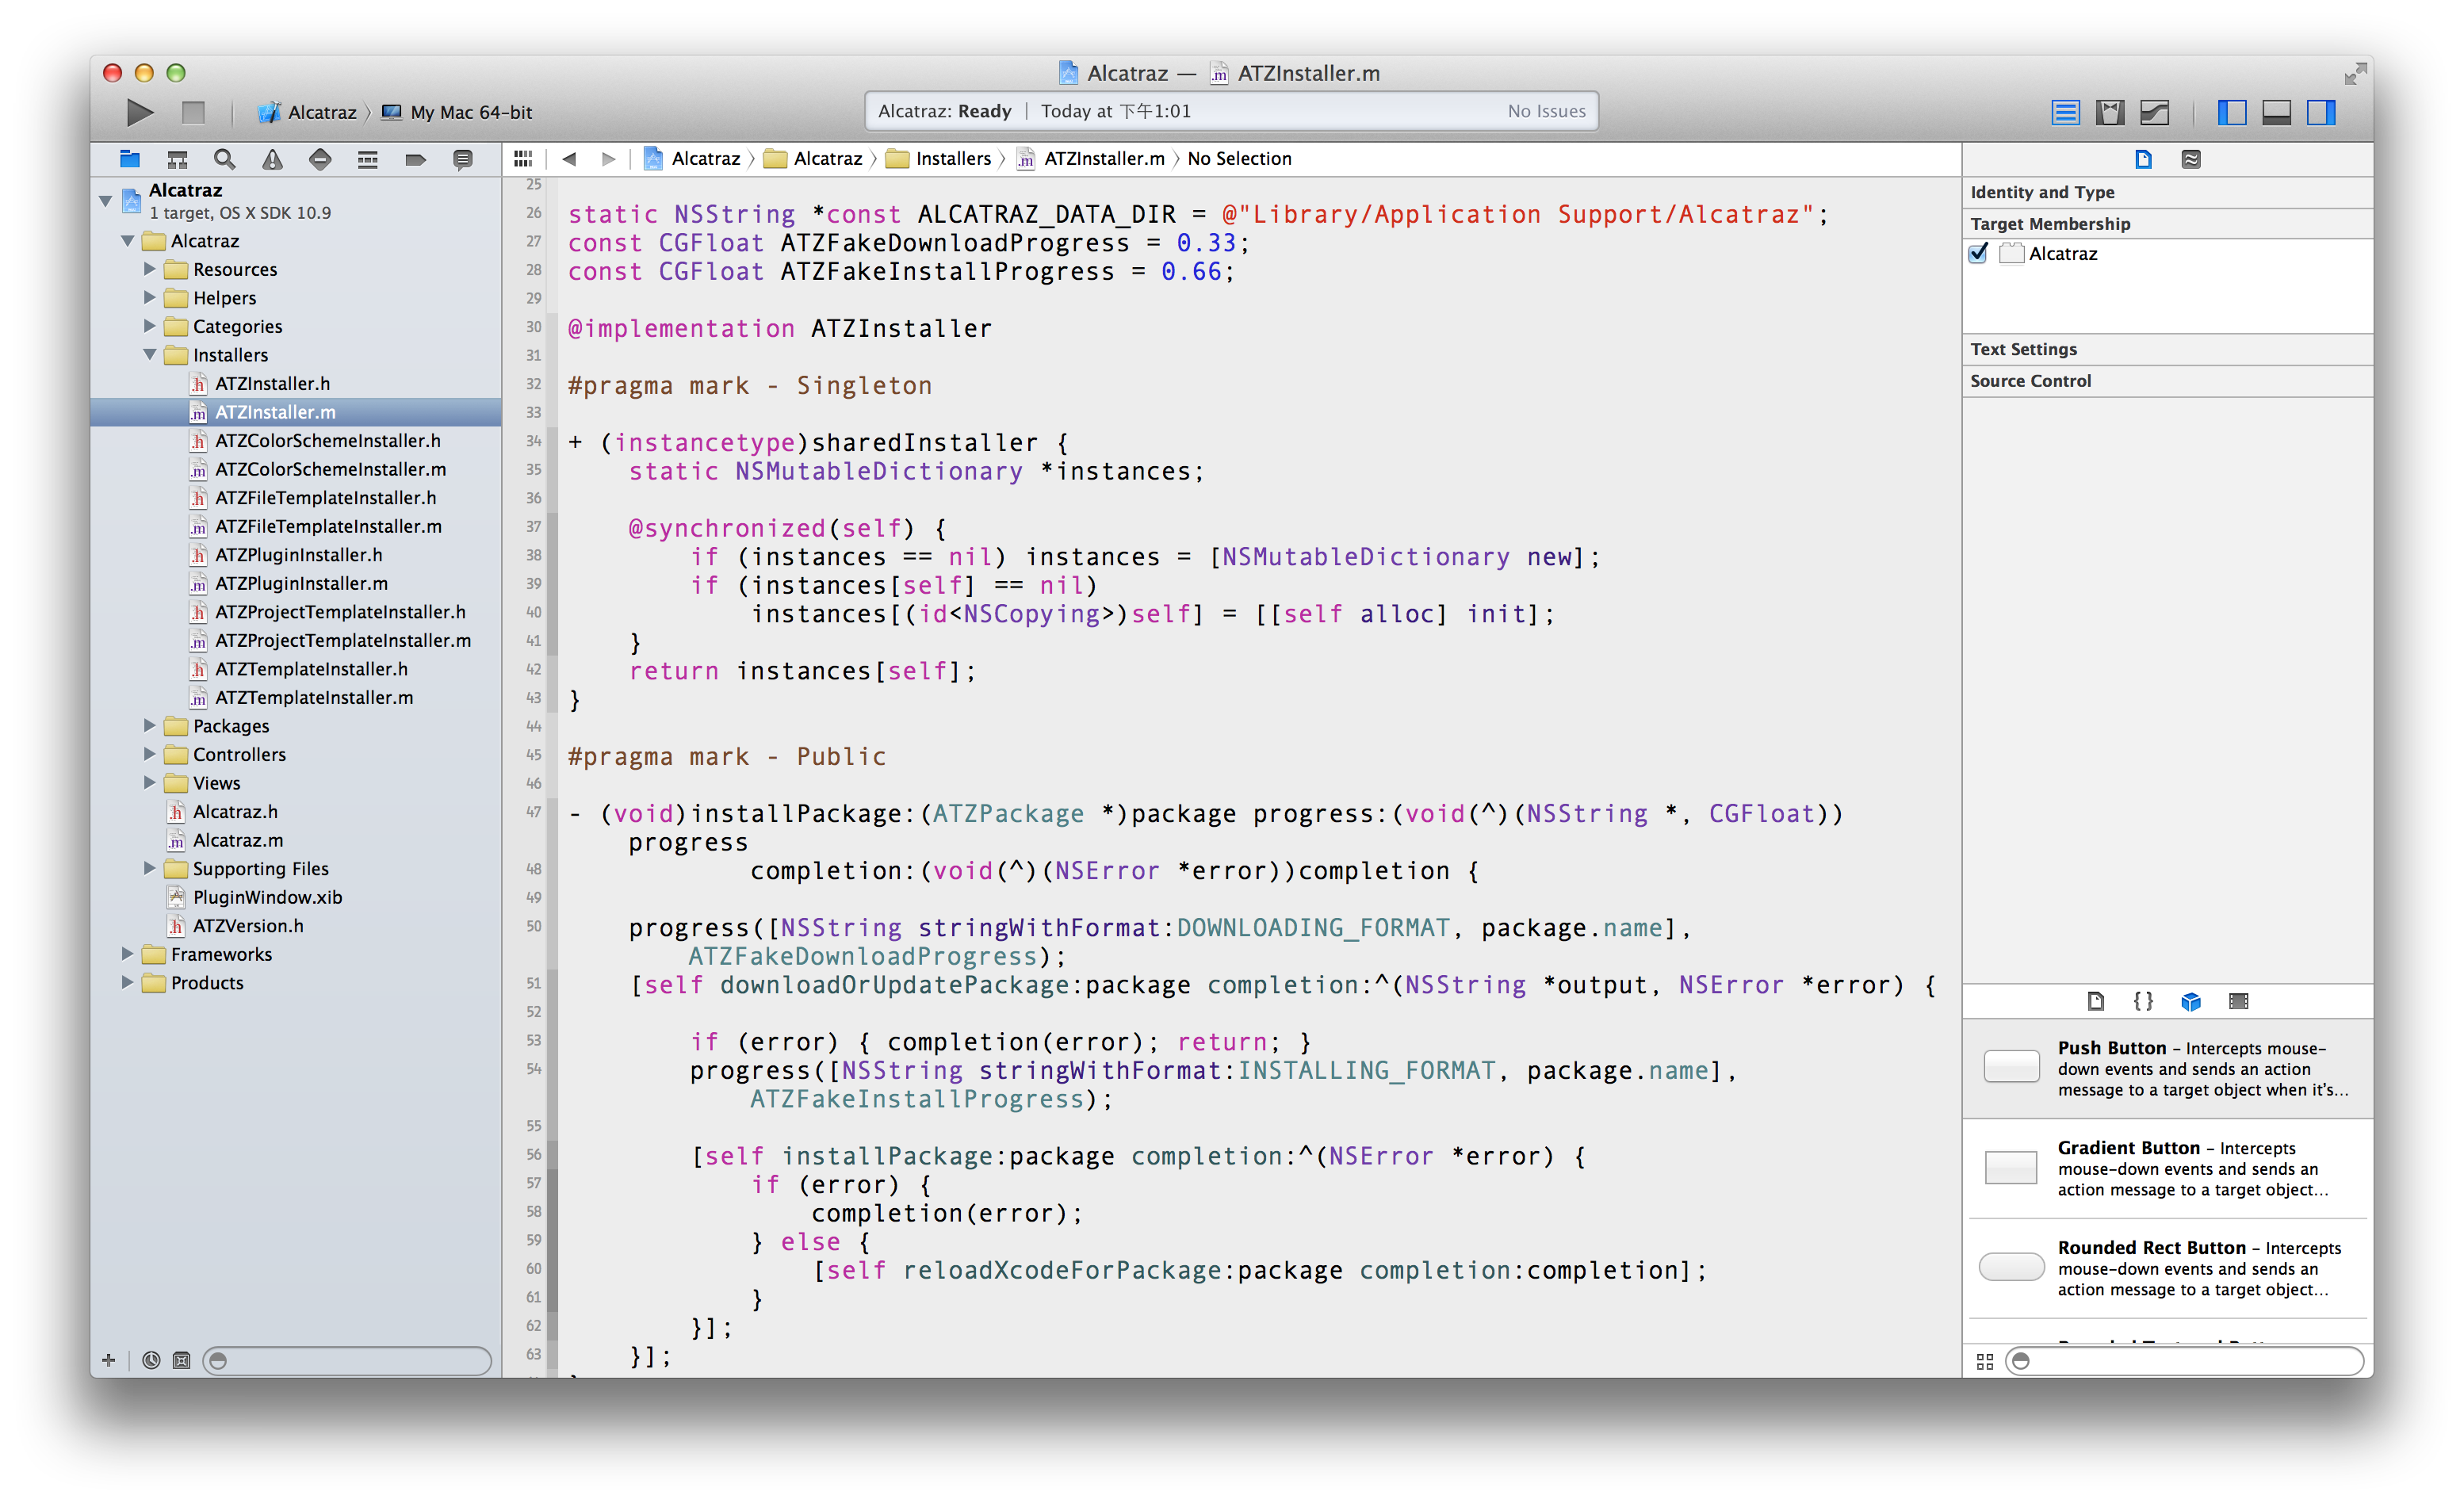 Alcatraz — ATZInstaller.m
Alcatraz 〉 My Mac 64-bit
Alcatraz: Ready | Today at 下午1:01 No Issues
Alcatraz
1 target, OS X SDK 10.9
Alcatraz
Resources
Helpers
Categories
Installers
ATZInstaller.h
ATZInstaller.m
ATZColorSchemeInstaller.h
ATZColorSchemeInstaller.m
ATZFileTemplateInstaller.h
ATZFileTemplateInstaller.m
ATZPluginInstaller.h
ATZPluginInstaller.m
ATZProjectTemplateInstaller.h
ATZProjectTemplateInstaller.m
ATZTemplateInstaller.h
ATZTemplateInstaller.m
Packages
Controllers
Views
Alcatraz.h
Alcatraz.m
Supporting Files
PluginWindow.xib
ATZVersion.h
Frameworks
Products
Alcatraz 〉 Alcatraz 〉 Installers 〉 ATZInstaller.m 〉 No Selection
25
26 static NSString *const ALCATRAZ_DATA_DIR = @"Library/Application Support/Alcatraz";
27 const CGFloat ATZFakeDownloadProgress = 0.33;
28 const CGFloat ATZFakeInstallProgress = 0.66;
29
30 @implementation ATZInstaller
31
32 #pragma mark - Singleton
33
34 + (instancetype)sharedInstaller {
35     static NSMutableDictionary *instances;
36
37     @synchronized(self) {
38         if (instances == nil) instances = [NSMutableDictionary new];
39         if (instances[self] == nil)
40             instances[(id<NSCopying>)self] = [[self alloc] init];
41     }
42     return instances[self];
43 }
44
45 #pragma mark - Public
46
47 - (void)installPackage:(ATZPackage *)package progress:(void(^)(NSString *, CGFloat))
progress
48             completion:(void(^)(NSError *error))completion {
49
50     progress([NSString stringWithFormat:DOWNLOADING_FORMAT, package.name],
ATZFakeDownloadProgress);
51     [self downloadOrUpdatePackage:package completion:^(NSString *output, NSError *error) {
52
53         if (error) { completion(error); return; }
54         progress([NSString stringWithFormat:INSTALLING_FORMAT, package.name],
ATZFakeInstallProgress);
55
56         [self installPackage:package completion:^(NSError *error) {
57             if (error) {
58                 completion(error);
59             } else {
60                 [self reloadXcodeForPackage:package completion:completion];
61             }
62         }];
63     }];
Identity and Type
Target Membership
Alcatraz
Text Settings
Source Control
Push Button – Intercepts mouse-
down events and sends an action
message to a target object when it's…
Gradient Button – Intercepts
mouse-down events and sends an
action message to a target object…
Rounded Rect Button – Intercepts
mouse-down events and sends an
action message to a target object…